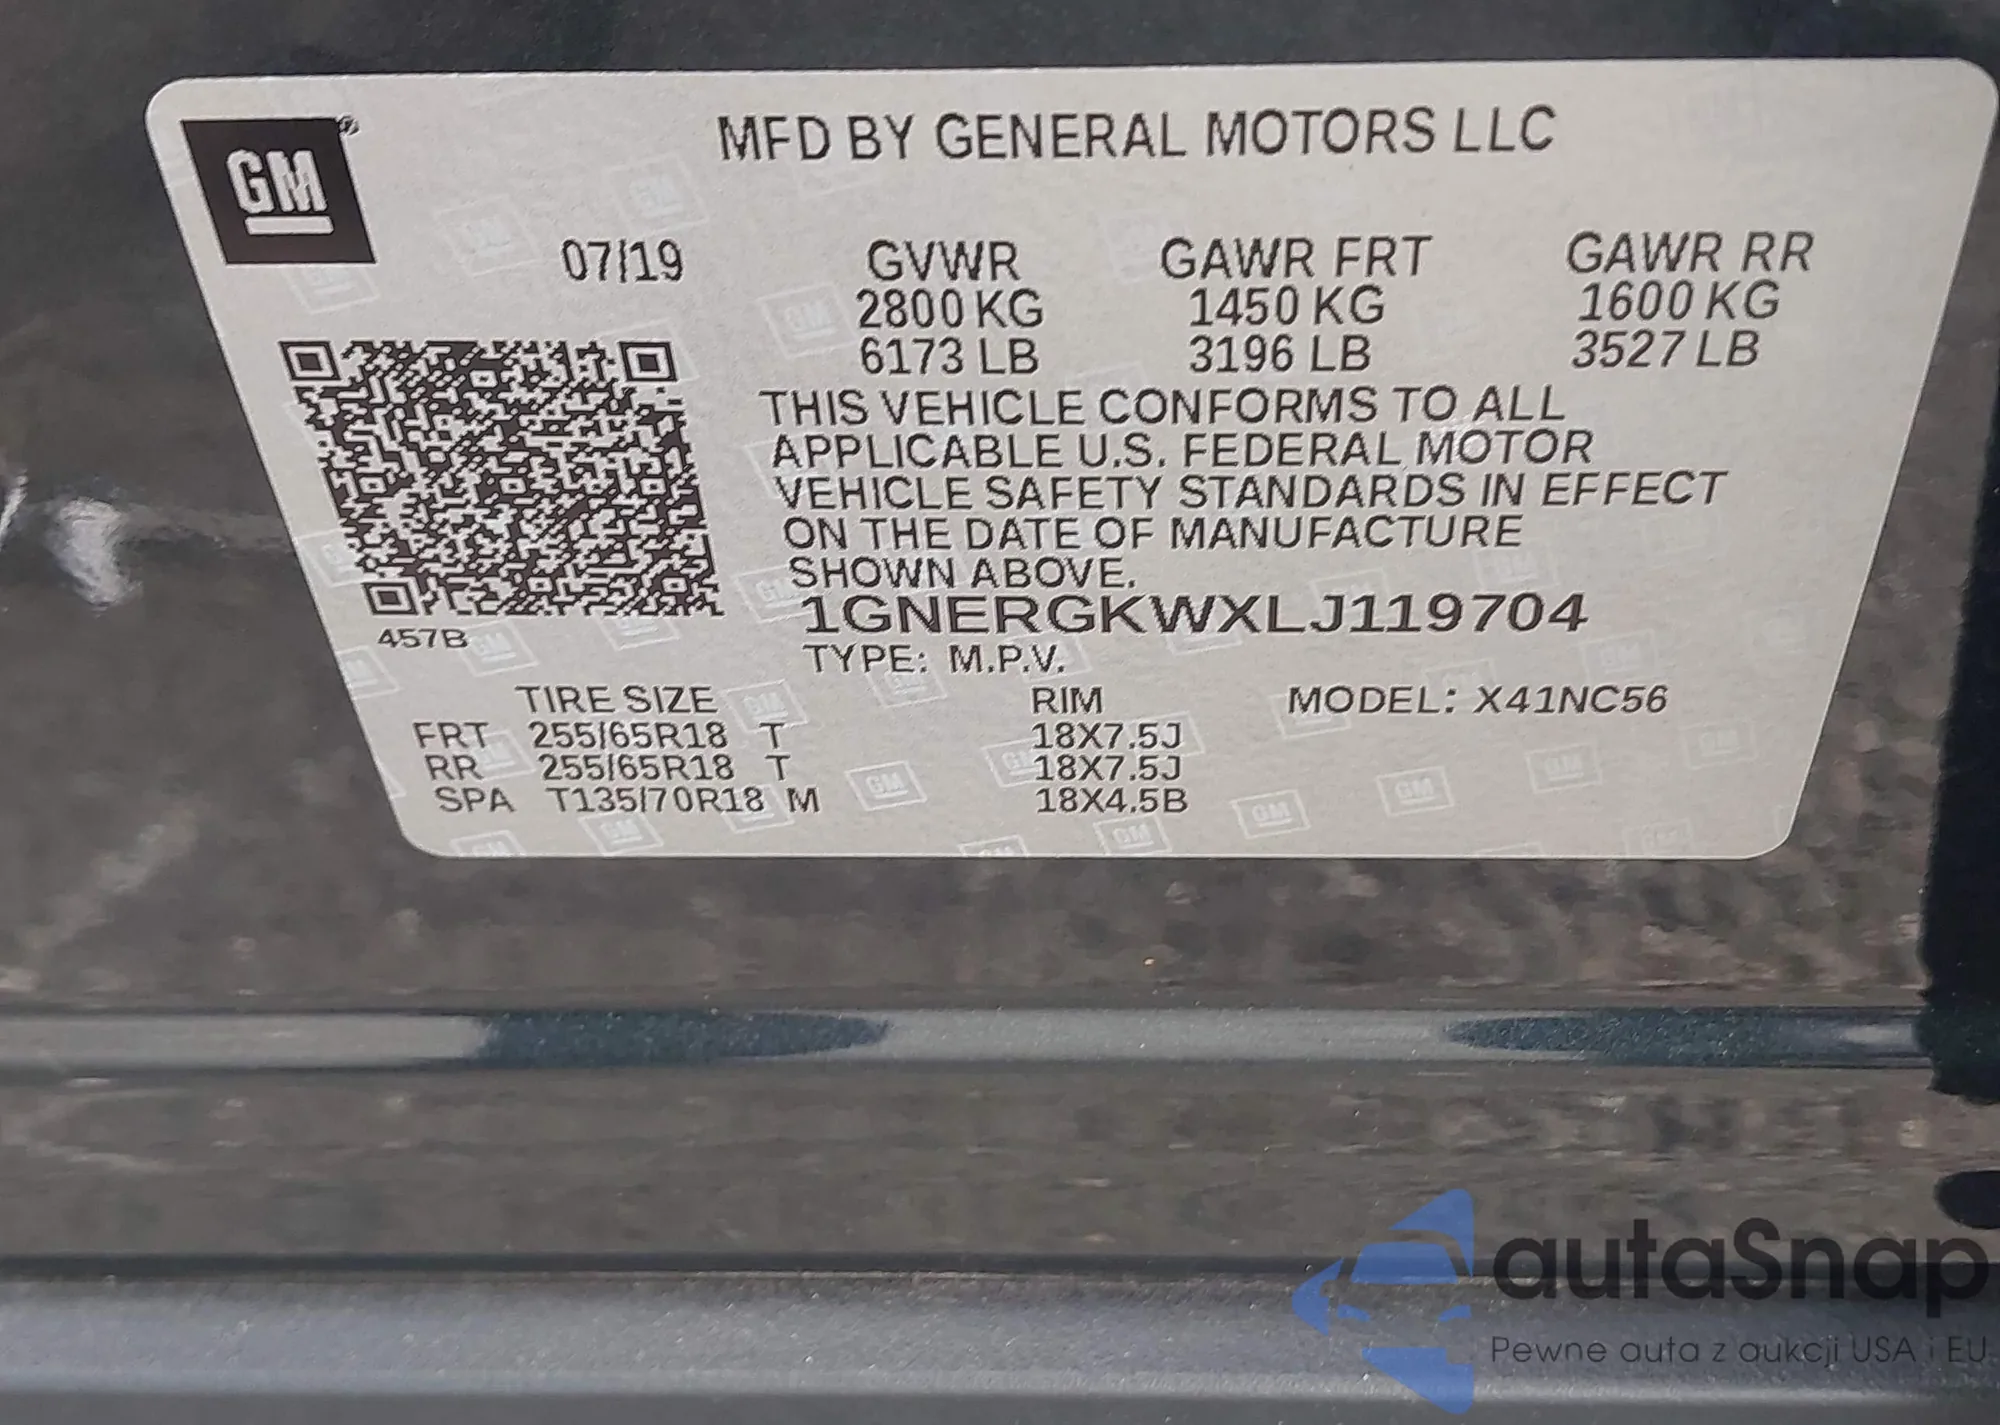 GM ®
MFD BY GENERAL MOTORS LLC
07/19 GVWR GAWR FRT GAWR RR
2800 KG 1450 KG 1600 KG
6173 LB 3196 LB 3527 LB
THIS VEHICLE CONFORMS TO ALL
APPLICABLE U.S. FEDERAL MOTOR
VEHICLE SAFETY STANDARDS IN EFFECT
ON THE DATE OF MANUFACTURE
SHOWN ABOVE.
1GNERGKWXLJ119704
457B
TYPE: M.P.V.
TIRE SIZE RIM MODEL: X41NC56
FRT 255/65R18 T 18X7.5J
RR 255/65R18 T 18X7.5J
SPA T135/70R18 M 18X4.5B
autaSnap
Pewne auta z aukcji USA i EU